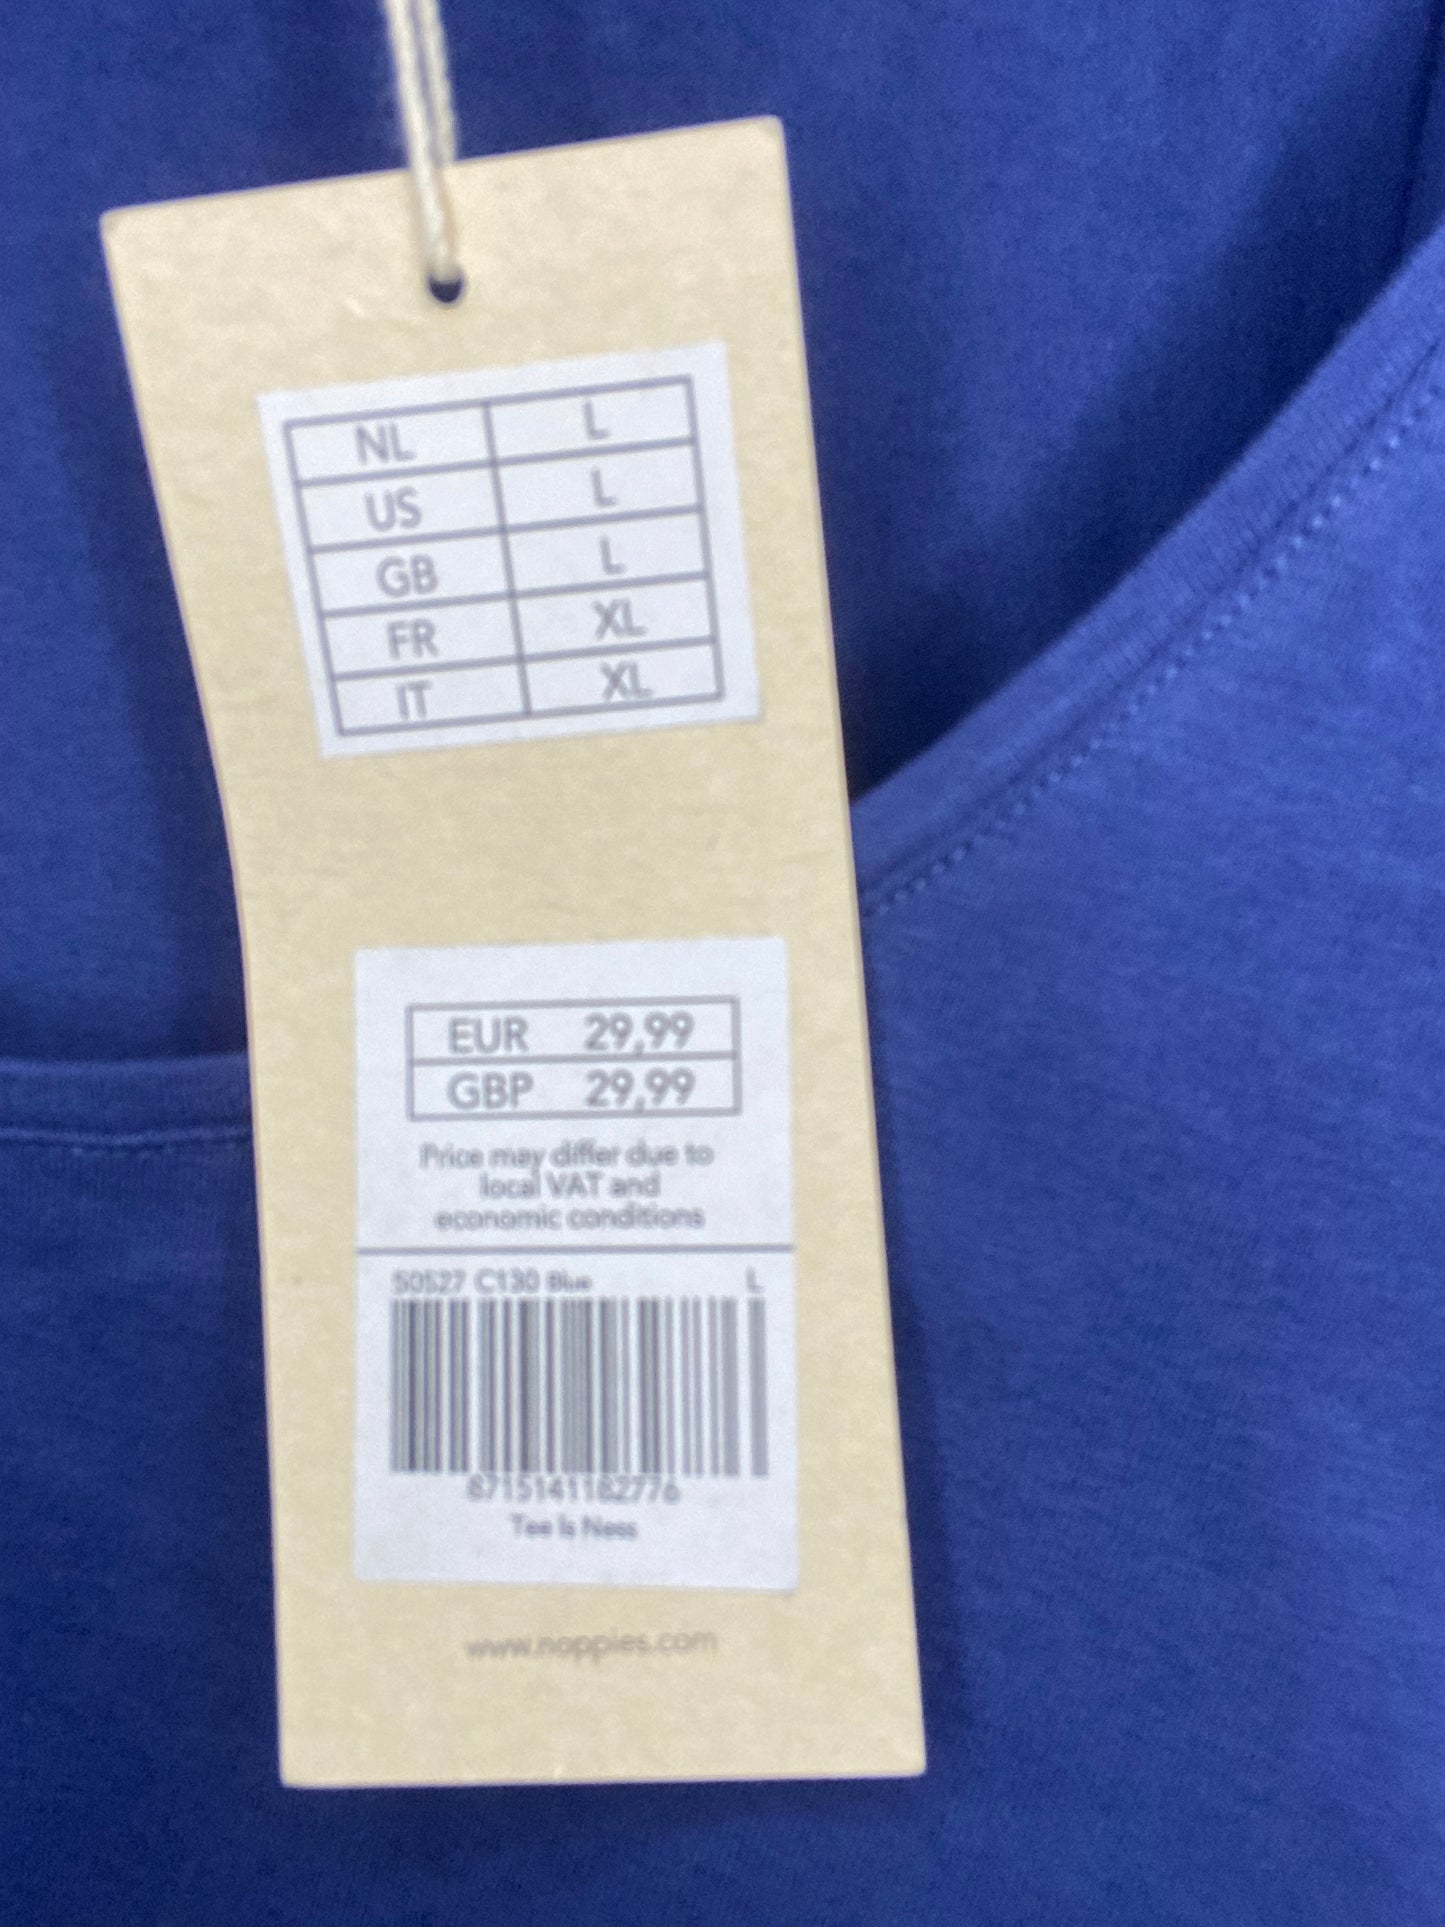 NL L
US L
GB L
FR XL
IT XL
EUR 29,99
GBP 29,99
Price may differ due to
local VAT and
economic conditions
50527 C130 Blue L
8715141182776
Tee ls Ness
www.noppies.com